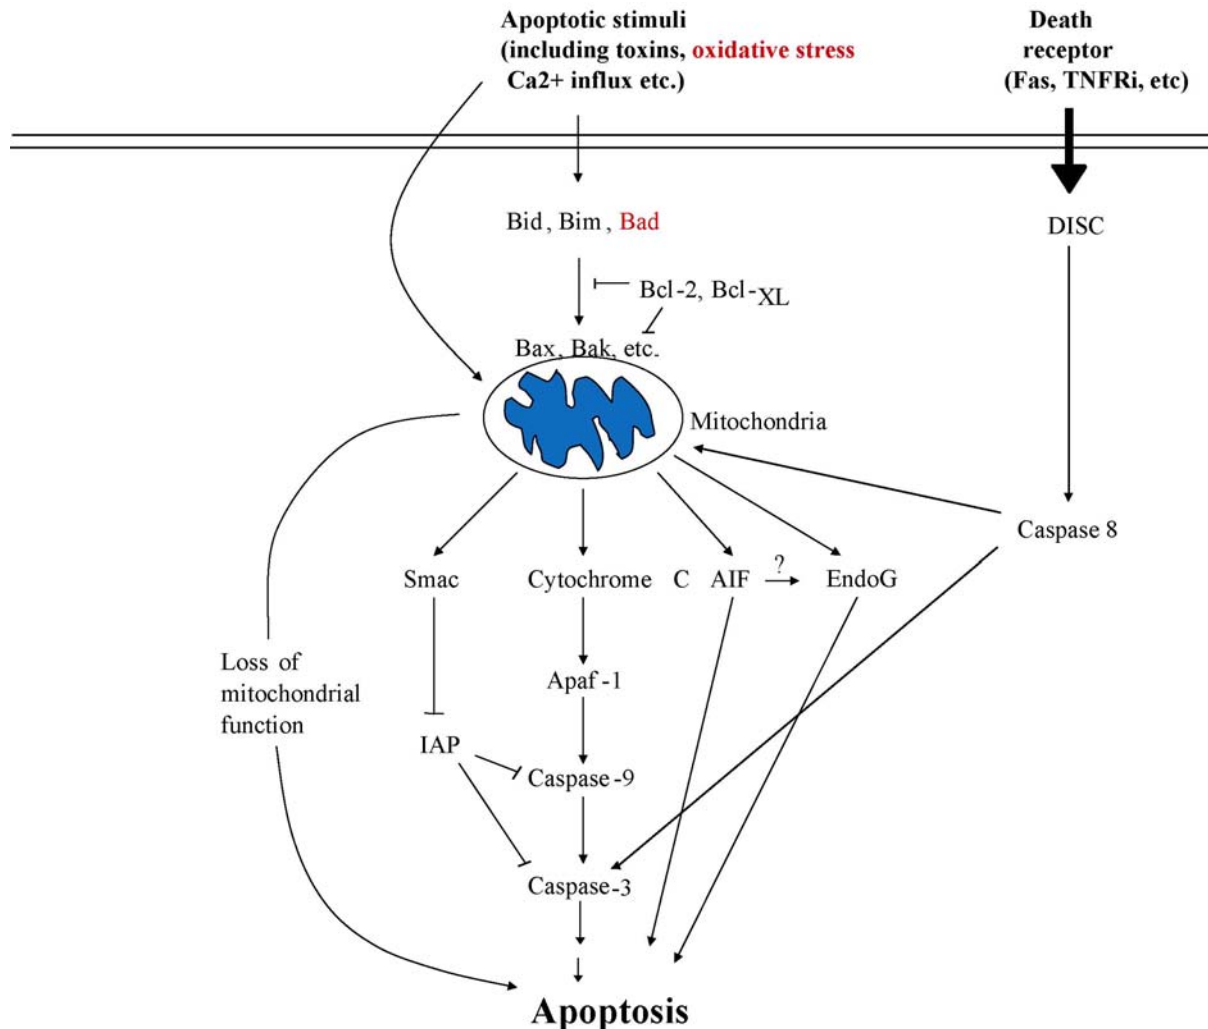 Apoptotic stimuli
(including toxins, oxidative stress
Ca2+ influx etc.)
Death
receptor
(Fas, TNFRi, etc)
Bid, Bim, Bad
DISC
Bcl-2, Bcl-XL
Bax, Bak, etc.
Mitochondria
Caspase 8
Smac
Cytochrome C
AIF
?
EndoG
Loss of
mitochondrial
function
Apaf-1
IAP
Caspase-9
Caspase-3
Apoptosis